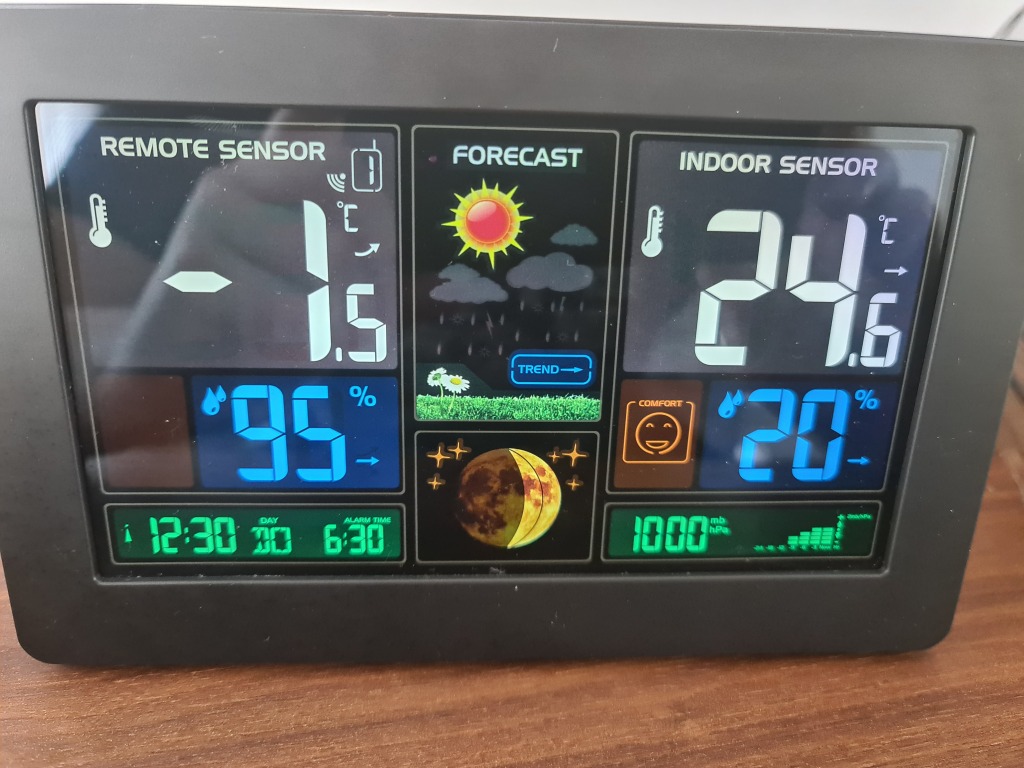 REMOTE SENSOR
1
°C
-1.5
95 %
12:30
DAY
DO
ALARM TIME
6:30
FORECAST
TREND
INDOOR SENSOR
°C
24.6
COMFORT
20 %
1000 mb
hPa